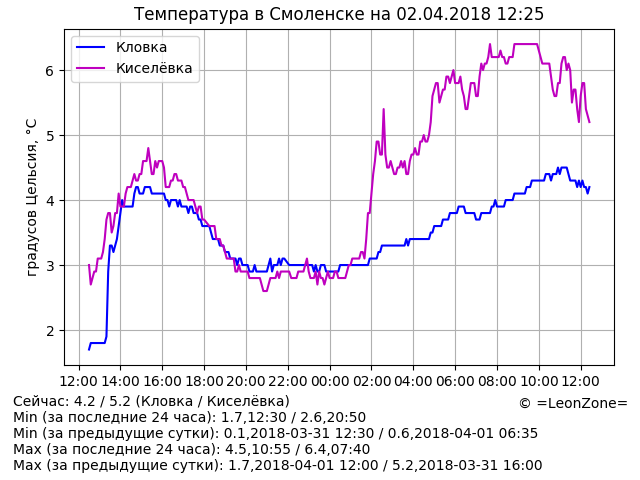 Температура в Смоленске на 02.04.2018 12:25
Кловка
Киселёвка
градусов Цельсия, °C
6
5
4
3
2
12:00 14:00 16:00 18:00 20:00 22:00 00:00 02:00 04:00 06:00 08:00 10:00 12:00
Сейчас: 4.2 / 5.2 (Кловка / Киселёвка)
© =LeonZone=
Min (за последние 24 часа): 1.7,12:30 / 2.6,20:50
Min (за предыдущие сутки): 0.1,2018-03-31 12:30 / 0.6,2018-04-01 06:35
Max (за последние 24 часа): 4.5,10:55 / 6.4,07:40
Max (за предыдущие сутки): 1.7,2018-04-01 12:00 / 5.2,2018-03-31 16:00